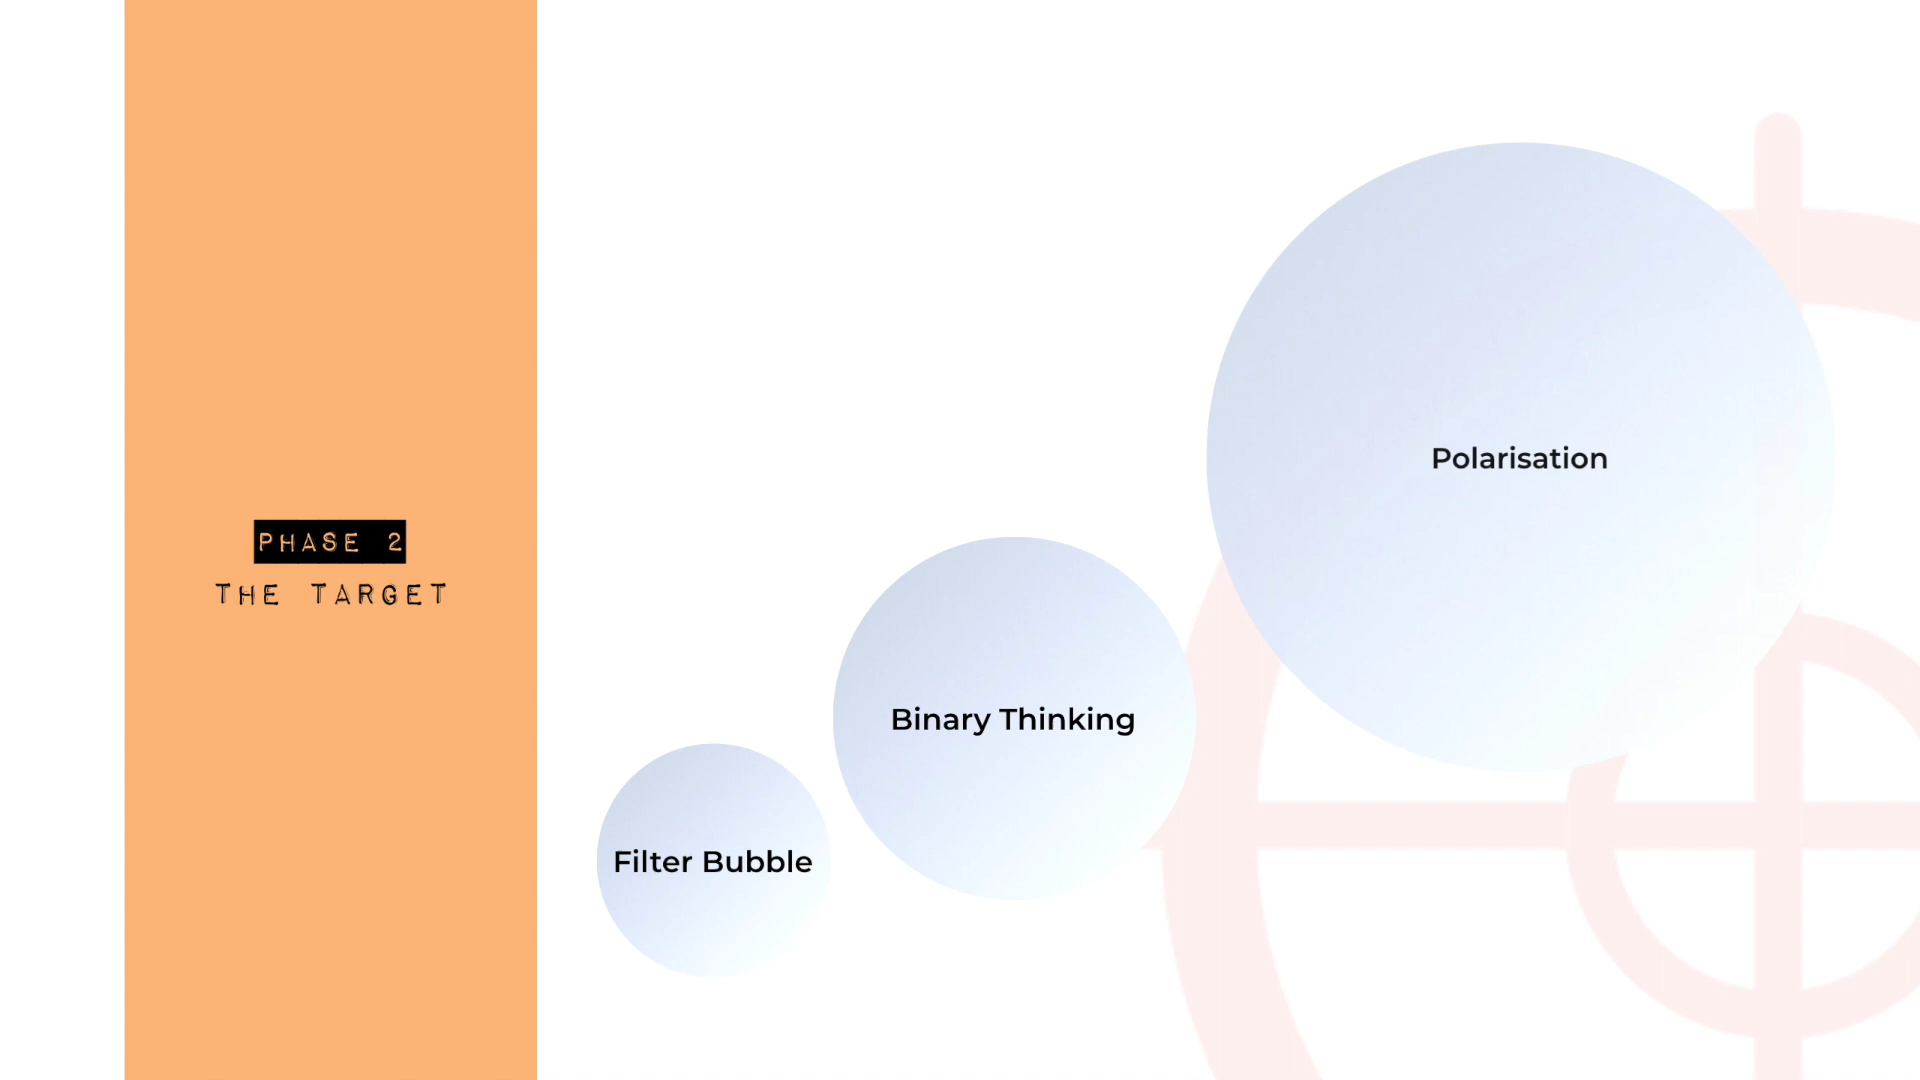 PHASE 2
THE TARGET
Filter Bubble
Binary Thinking
Polarisation